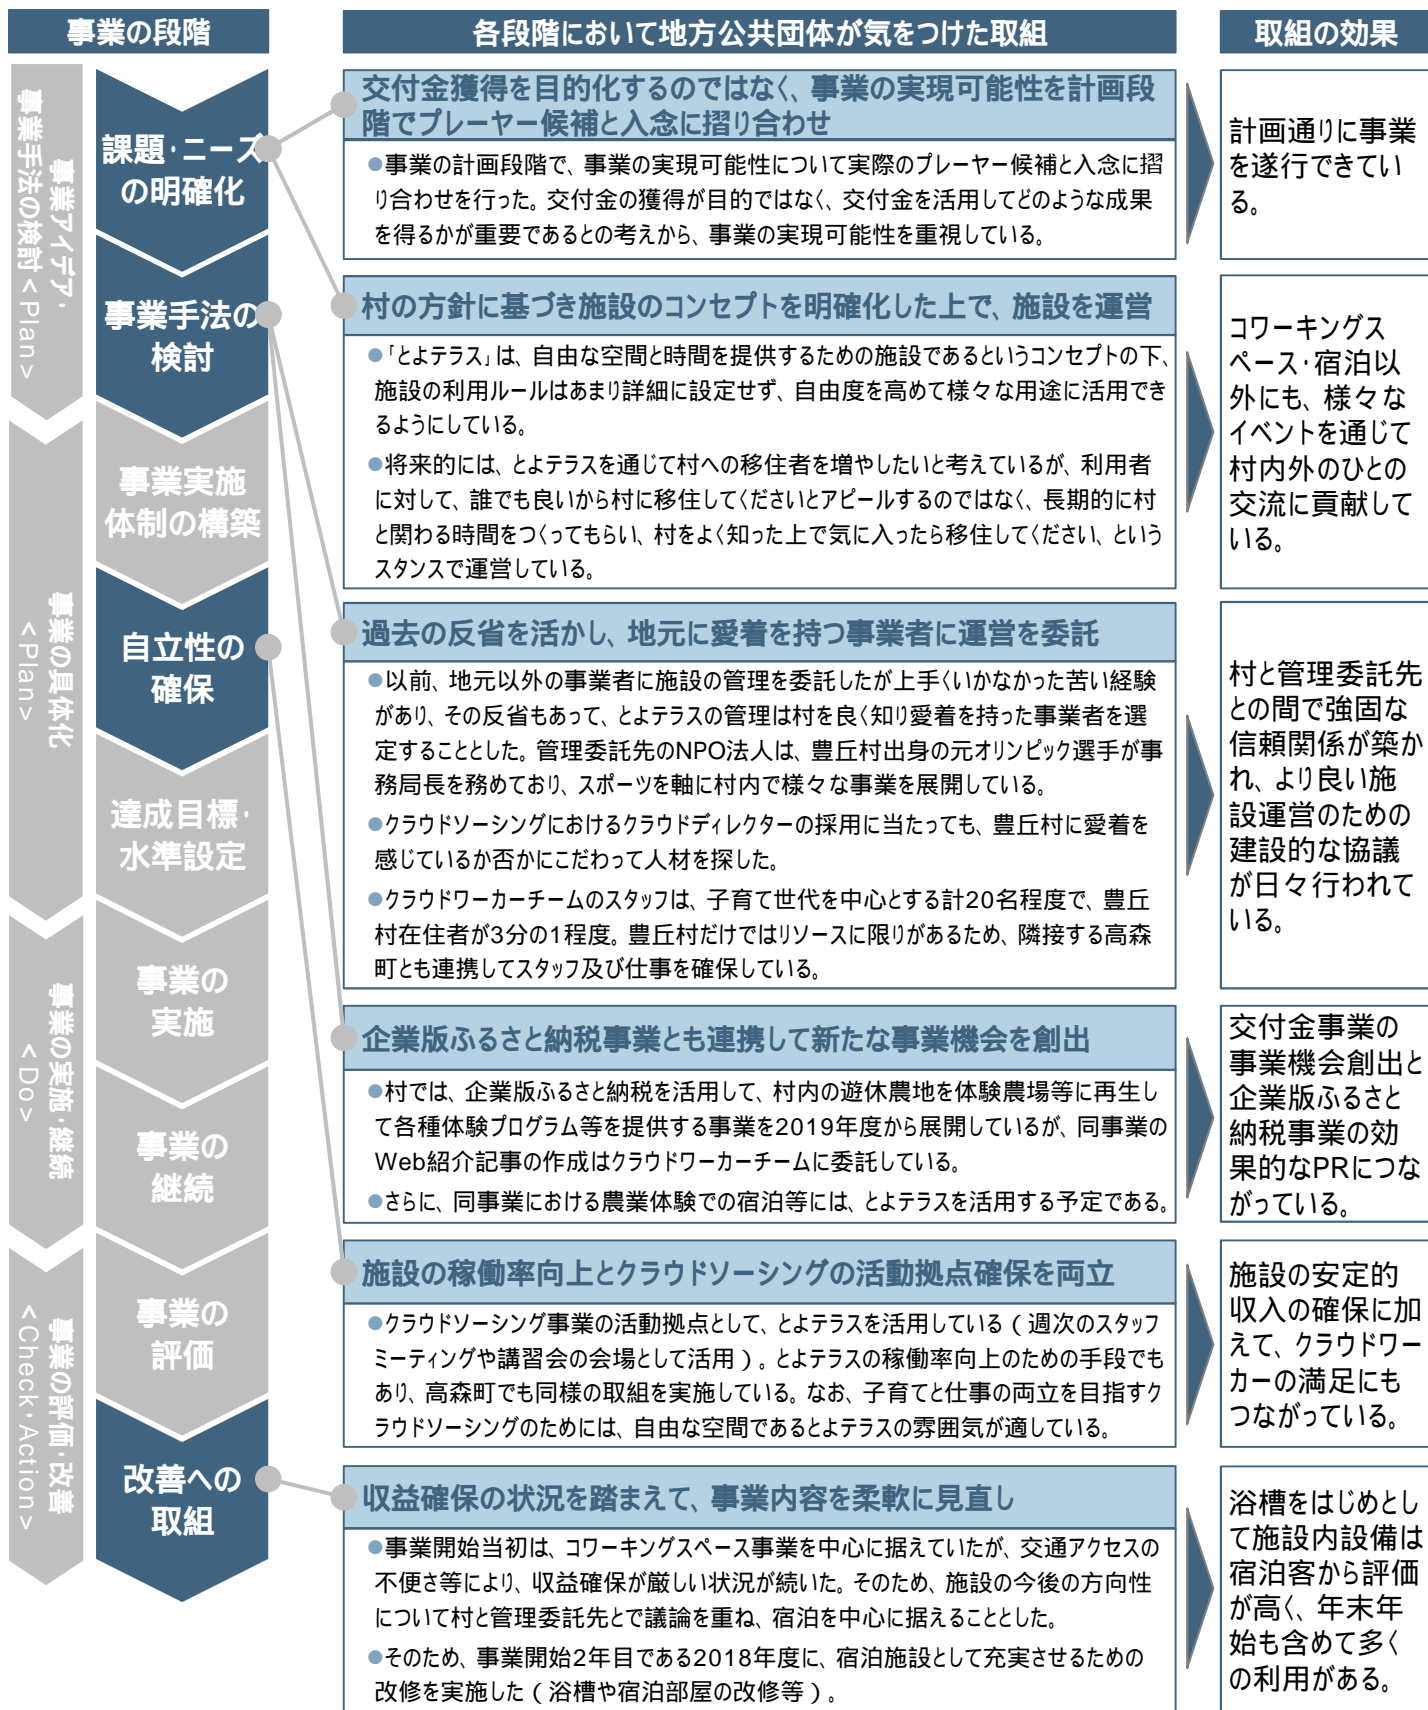 事業の段階
各段階において地方公共団体が気をつけた取組
取組の効果
事業アイデア・
事業手法の検討＜Plan＞
事業の具体化
＜Plan＞
事業の実施・継続
＜Do＞
事業の評価・改善
＜Check・Action＞
課題・ニーズ
の明確化
事業手法の
検討
事業実施
体制の構築
自立性の
確保
達成目標・
水準設定
事業の
実施
事業の
継続
事業の
評価
改善への
取組
交付金獲得を目的化するのではなく、事業の実現可能性を計画段
階でプレーヤー候補と入念に摺り合わせ
●事業の計画段階で、事業の実現可能性について実際のプレーヤー候補と入念に摺
り合わせを行った。交付金の獲得が目的ではなく、交付金を活用してどのような成果
を得るかが重要であるとの考えから、事業の実現可能性を重視している。
計画通りに事業
を遂行できてい
る。
村の方針に基づき施設のコンセプトを明確化した上で、施設を運営
●「とよテラス」は、自由な空間と時間を提供するための施設であるというコンセプトの下、
施設の利用ルールはあまり詳細に設定せず、自由度を高めて様々な用途に活用でき
るようにしている。
●将来的には、とよテラスを通じて村への移住者を増やしたいと考えているが、利用者
に対して、誰でも良いから村に移住してくださいとアピールするのではなく、長期的に村
と関わる時間をつくってもらい、村をよく知った上で気に入ったら移住してください、という
スタンスで運営している。
コワーキングス
ペース・宿泊以
外にも、様々な
イベントを通じて
村内外のひとの
交流に貢献して
いる。
過去の反省を活かし、地元に愛着を持つ事業者に運営を委託
●以前、地元以外の事業者に施設の管理を委託したが上手くいかなかった苦い経験
があり、その反省もあって、とよテラスの管理は村を良く知り愛着を持った事業者を選
定することとした。管理委託先のNPO法人は、豊丘村出身の元オリンピック選手が事
務局長を務めており、スポーツを軸に村内で様々な事業を展開している。
●クラウドソーシングにおけるクラウドディレクターの採用に当たっても、豊丘村に愛着を
感じているか否かにこだわって人材を探した。
●クラウドワーカーチームのスタッフは、子育て世代を中心とする計20名程度で、豊丘
村在住者が3分の1程度。豊丘村だけではリソースに限りがあるため、隣接する高森
町とも連携してスタッフ及び仕事を確保している。
村と管理委託先
との間で強固な
信頼関係が築か
れ、より良い施
設運営のための
建設的な協議
が日々行われて
いる。
企業版ふるさと納税事業とも連携して新たな事業機会を創出
●村では、企業版ふるさと納税を活用して、村内の遊休農地を体験農場等に再生し
て各種体験プログラム等を提供する事業を2019年度から展開しているが、同事業の
Web紹介記事の作成はクラウドワーカーチームに委託している。
●さらに、同事業における農業体験での宿泊等には、とよテラスを活用する予定である。
交付金事業の
事業機会創出と
企業版ふるさと
納税事業の効
果的なPRにつな
がっている。
施設の稼働率向上とクラウドソーシングの活動拠点確保を両立
●クラウドソーシング事業の活動拠点として、とよテラスを活用している（週次のスタッフ
ミーティングや講習会の会場として活用）。とよテラスの稼働率向上のための手段でも
あり、高森町でも同様の取組を実施している。なお、子育てと仕事の両立を目指すク
ラウドソーシングのためには、自由な空間であるとよテラスの雰囲気が適している。
施設の安定的
収入の確保に加
えて、クラウドワー
カーの満足にも
つながっている。
収益確保の状況を踏まえて、事業内容を柔軟に見直し
●事業開始当初は、コワーキングスペース事業を中心に据えていたが、交通アクセスの
不便さ等により、収益確保が厳しい状況が続いた。そのため、施設の今後の方向性
について村と管理委託先とで議論を重ね、宿泊を中心に据えることとした。
●そのため、事業開始2年目である2018年度に、宿泊施設として充実させるための
改修を実施した（浴槽や宿泊部屋の改修等）。
浴槽をはじめとし
て施設内設備は
宿泊客から評価
が高く、年末年
始も含めて多く
の利用がある。